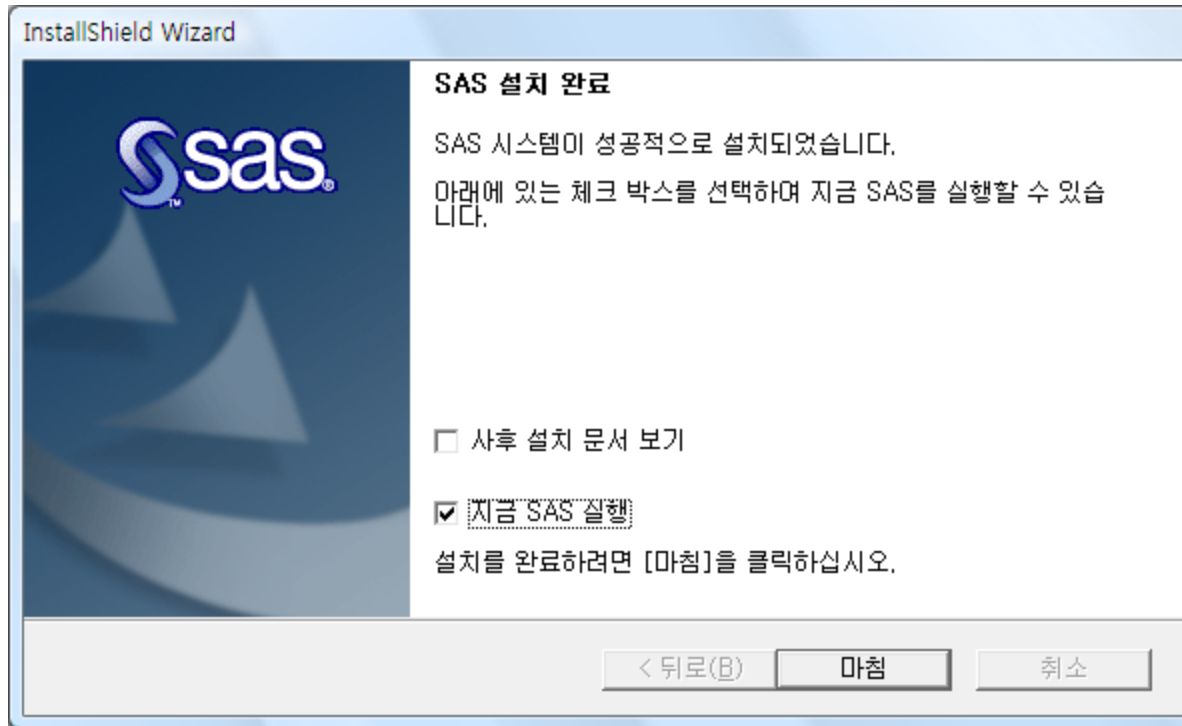 InstallShield Wizard
sas®
TM
SAS 설치 완료
SAS 시스템이 성공적으로 설치되었습니다.
아래에 있는 체크 박스를 선택하여 지금 SAS를 실행할 수 있습
니다.
사후 설치 문서 보기
지금 SAS 실행
설치를 완료하려면 [마침]을 클릭하십시오.
< 뒤로(B) 마침 취소